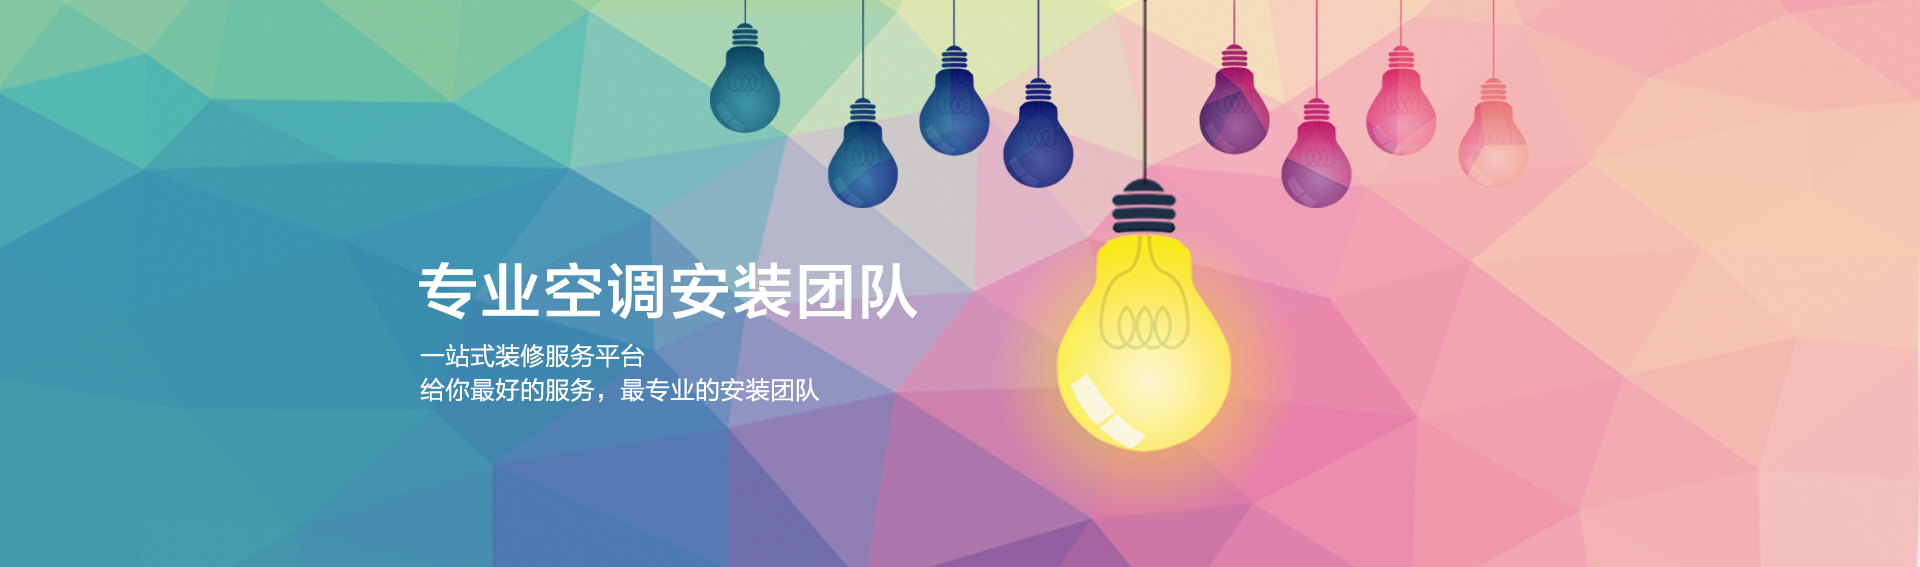 专业空调安装团队
一站式装修服务平台
给你最好的服务，最专业的安装团队